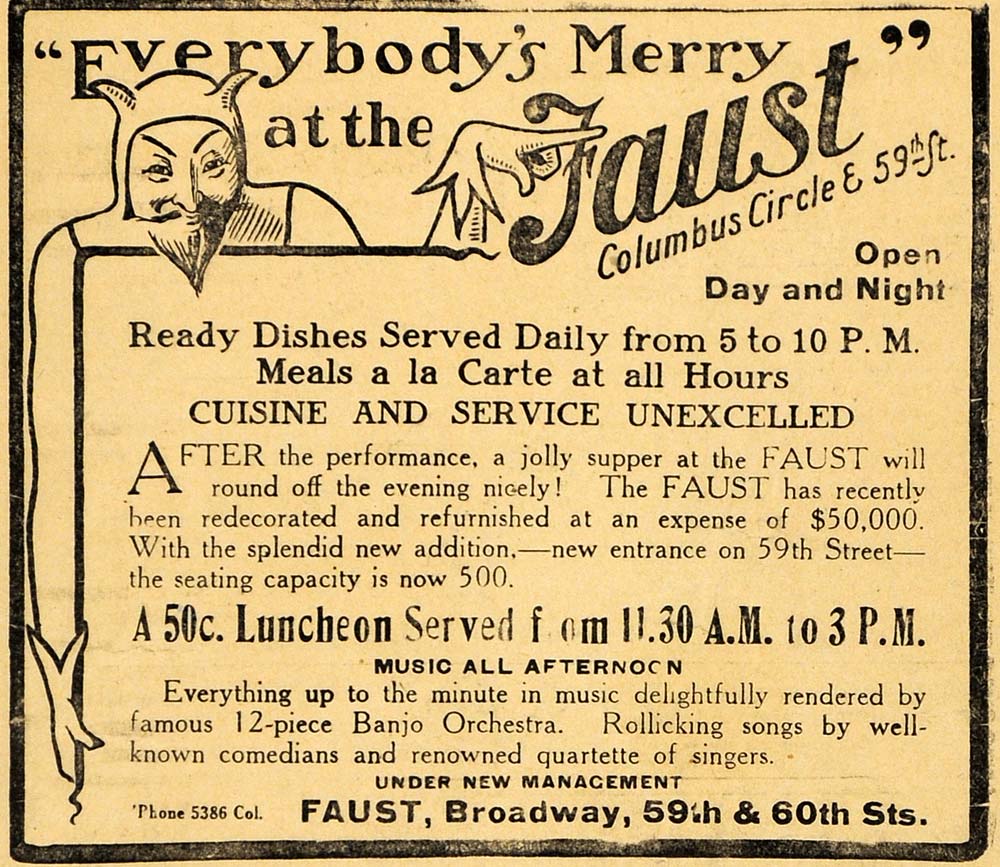 "Everybody's Merry
at the Faust"
Columbus Circle & 59th St.
Open
Day and Night
Ready Dishes Served Daily from 5 to 10 P. M.
Meals a la Carte at all Hours
CUISINE AND SERVICE UNEXCELLED
AFTER the performance, a jolly supper at the FAUST will
round off the evening nicely! The FAUST has recently
been redecorated and refurnished at an expense of $50,000.
With the splendid new addition,—new entrance on 59th Street—
the seating capacity is now 500.
A 50c. Luncheon Served from 11.30 A.M. to 3 P.M.
MUSIC ALL AFTERNOON
Everything up to the minute in music delightfully rendered by
famous 12-piece Banjo Orchestra. Rollicking songs by well-
known comedians and renowned quartette of singers.
UNDER NEW MANAGEMENT
'Phone 5386 Col. FAUST, Broadway, 59th & 60th Sts.